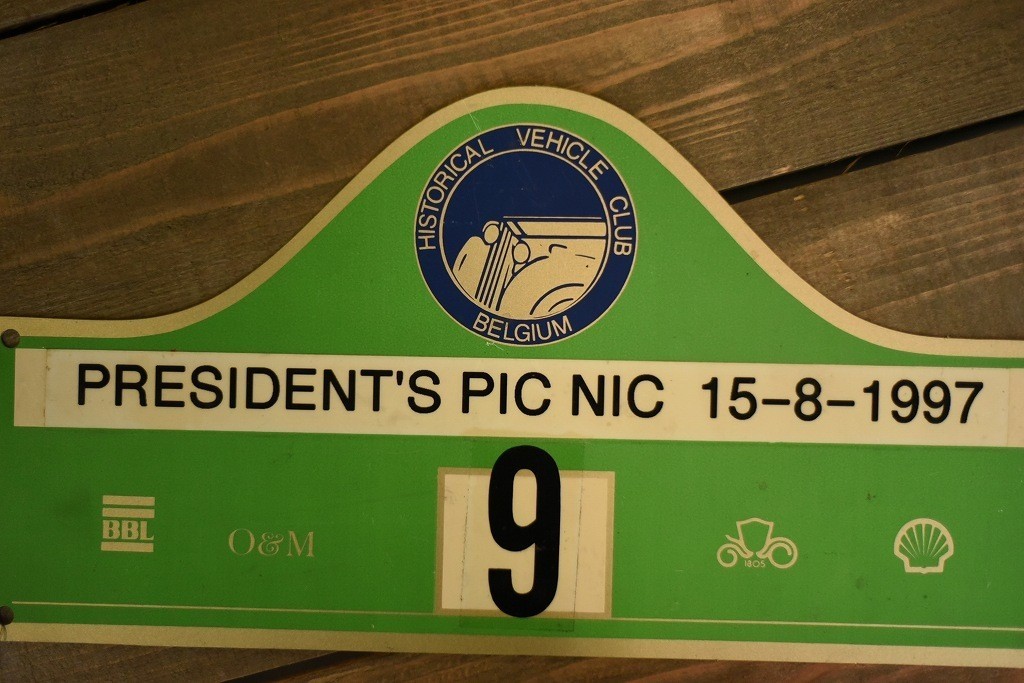 HISTORICAL VEHICLE CLUB
BELGIUM
PRESIDENT'S PIC NIC 15-8-1997
9
BBL
O&M
1805